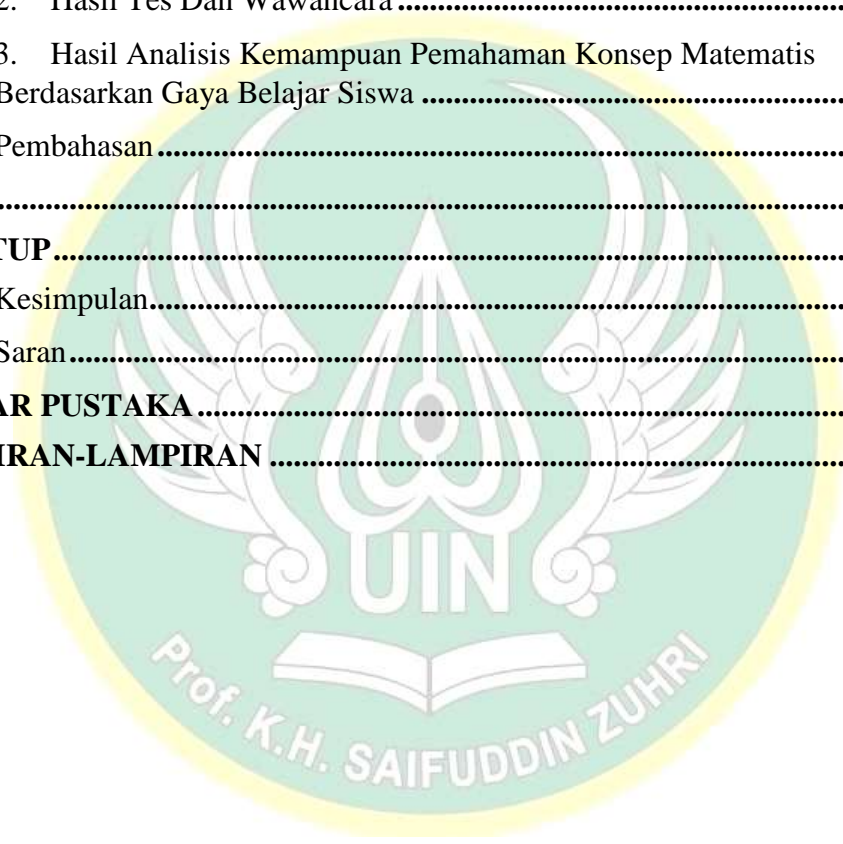 2. Hasil Tes Dan Wawancara ........................................................
3. Hasil Analisis Kemampuan Pemahaman Konsep Matematis
Berdasarkan Gaya Belajar Siswa ........................................................
Pembahasan ........................................................
........................................................
TUP ........................................................
Kesimpulan ........................................................
Saran ........................................................
AR PUSTAKA ........................................................
IRAN-LAMPIRAN ........................................................
UIN
Prof. K.H. SAIFUDDIN ZUHRI